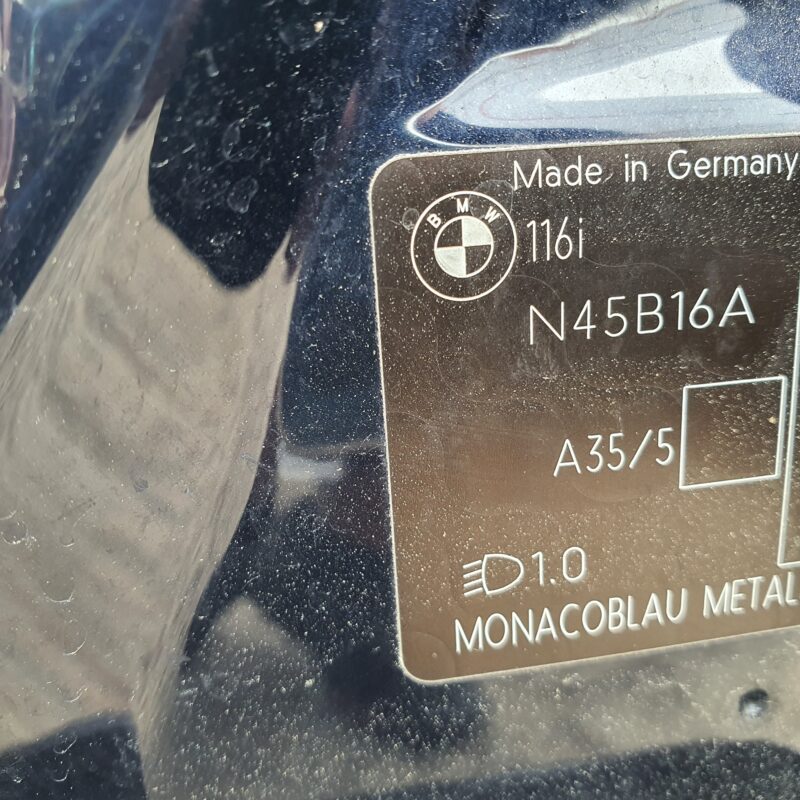 Made in Germany
BMW
116i
N45B16A
A35/5
1.0
MONACOBLAU METAL